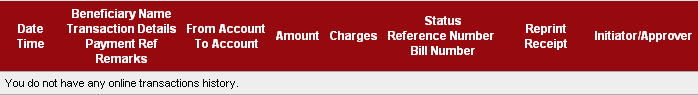 Date
Time
Beneficiary Name
Transaction Details
Payment Ref
Remarks
From Account
To Account
Amount
Charges
Status
Reference Number
Bill Number
Reprint
Receipt
Initiator/Approver
You do not have any online transactions history.